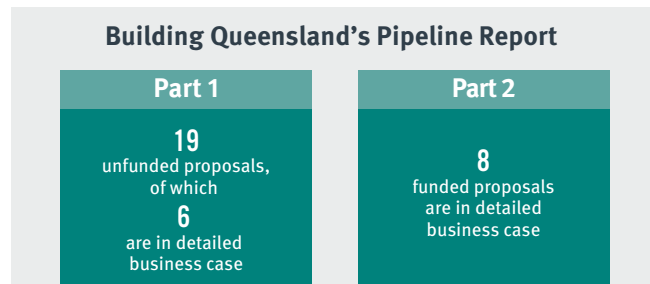 Building Queensland's Pipeline Report
Part 1
19
unfunded proposals,
of which
6
are in detailed
business case
Part 2
8
funded proposals
are in detailed
business case